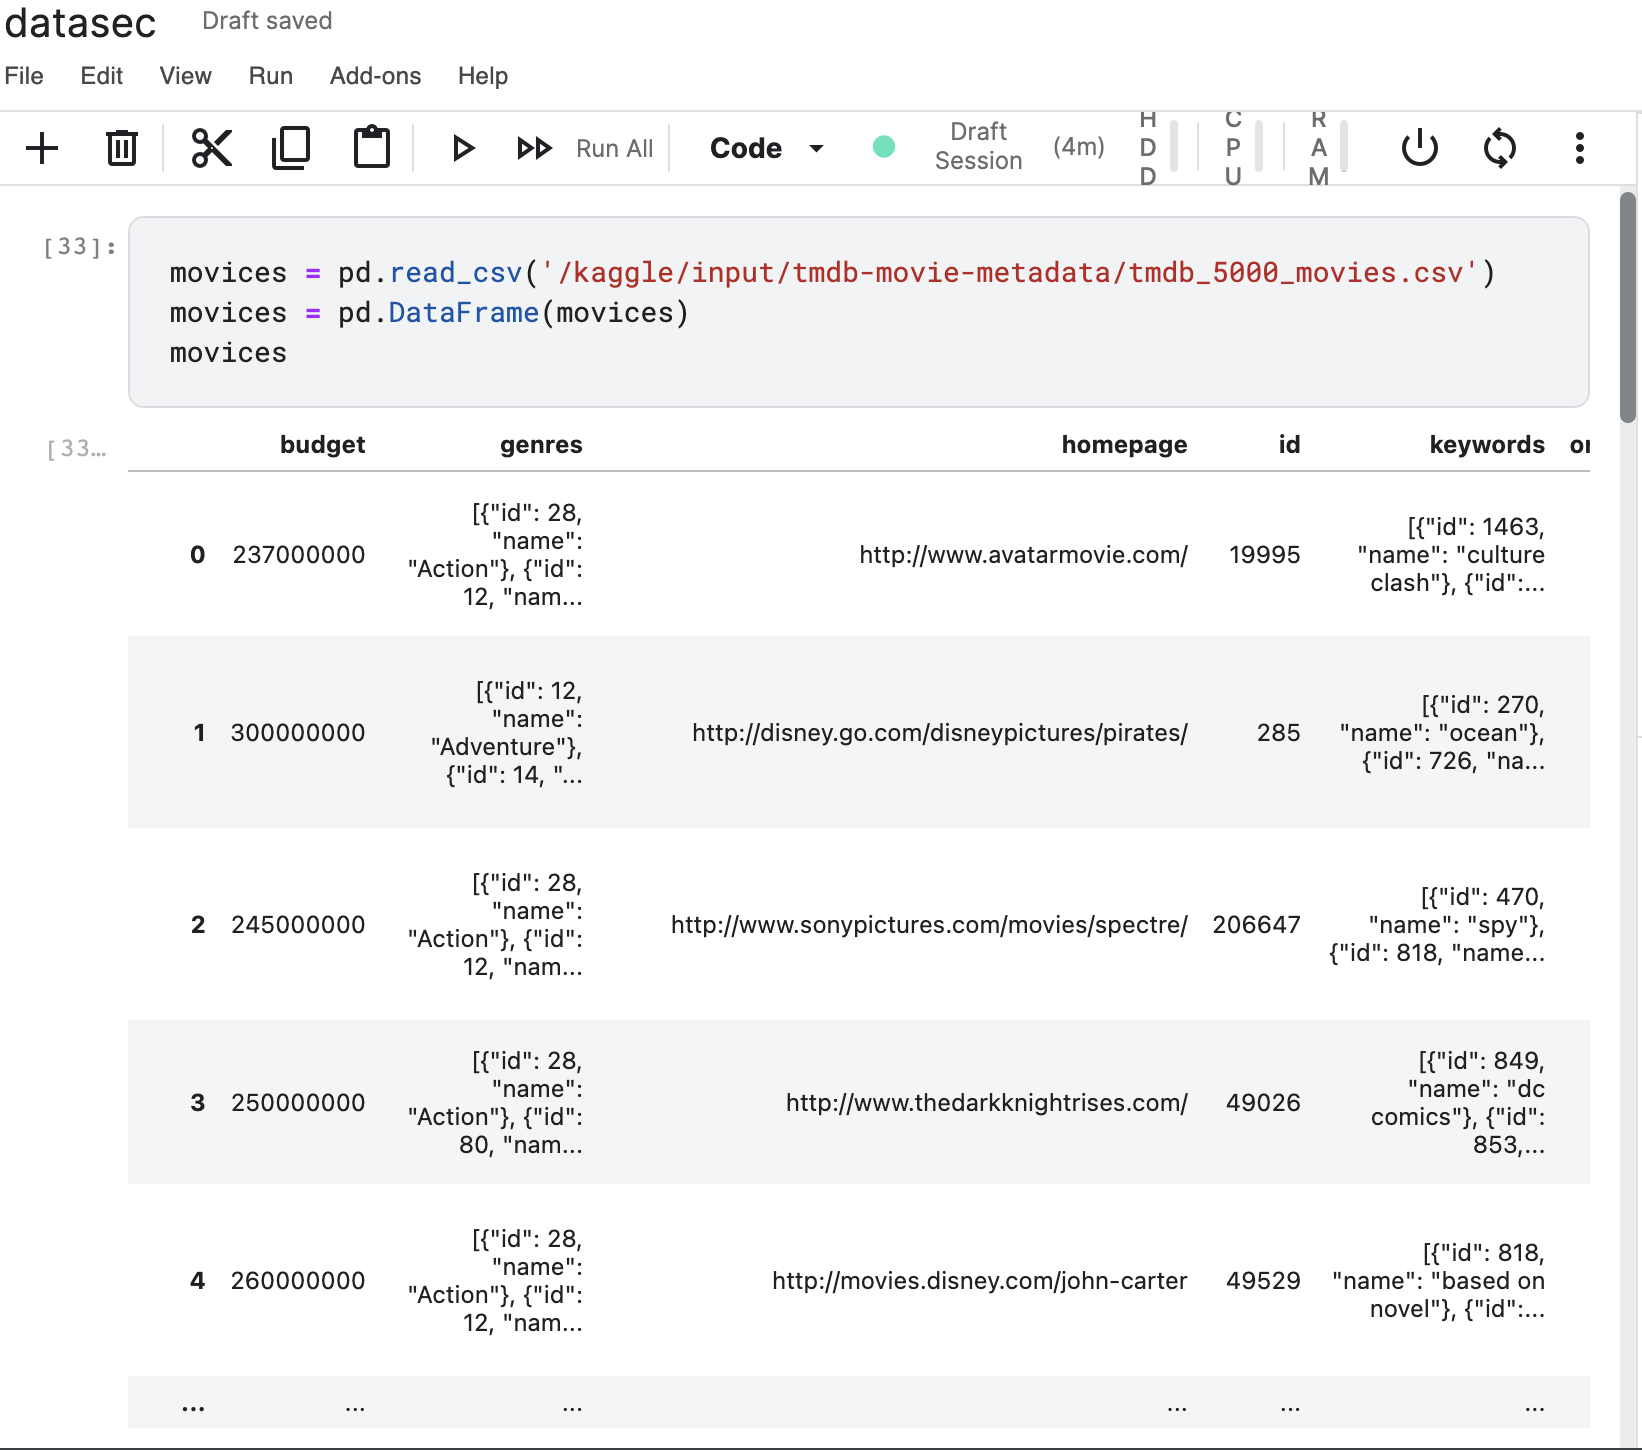 datasec Draft saved
File Edit View Run Add-ons Help
Run All Code Draft Session (4m) HDD CPU RAM
[33]:
movices = pd.read_csv('/kaggle/input/tmdb-movie-metadata/tmdb_5000_movies.csv')
movices = pd.DataFrame(movices)
movices
[33…
budget genres homepage id keywords or
0 237000000 [{"id": 28, "name": "Action"}, {"id": 12, "nam... http://www.avatarmovie.com/ 19995 [{"id": 1463, "name": "culture clash"}, {"id":...
1 300000000 [{"id": 12, "name": "Adventure"}, {"id": 14, "... http://disney.go.com/disneypictures/pirates/ 285 [{"id": 270, "name": "ocean"}, {"id": 726, "na...
2 245000000 [{"id": 28, "name": "Action"}, {"id": 12, "nam... http://www.sonypictures.com/movies/spectre/ 206647 [{"id": 470, "name": "spy"}, {"id": 818, "name...
3 250000000 [{"id": 28, "name": "Action"}, {"id": 80, "nam... http://www.thedarkknightrises.com/ 49026 [{"id": 849, "name": "dc comics"}, {"id": 853,...
4 260000000 [{"id": 28, "name": "Action"}, {"id": 12, "nam... http://movies.disney.com/john-carter 49529 [{"id": 818, "name": "based on novel"}, {"id":...
... ... ... ... ... ...